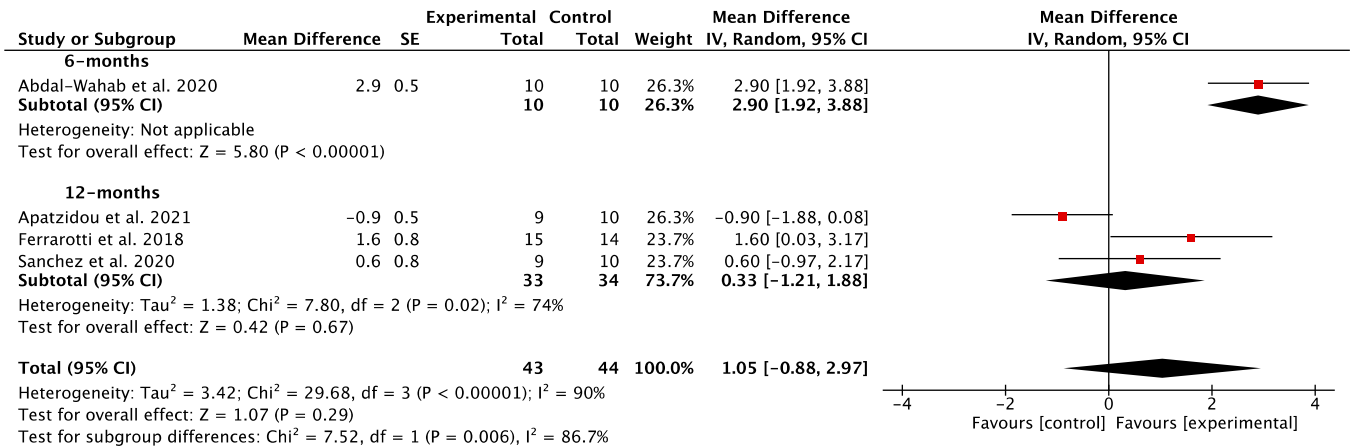 Experimental Control Mean Difference Mean Difference
Study or Subgroup Mean Difference SE Total Total Weight IV, Random, 95% CI IV, Random, 95% CI
6-months
Abdal-Wahab et al. 2020 2.9 0.5 10 10 26.3% 2.90 [1.92, 3.88]
Subtotal (95% CI) 10 10 26.3% 2.90 [1.92, 3.88]
Heterogeneity: Not applicable
Test for overall effect: Z = 5.80 (P < 0.00001)
12-months
Apatzidou et al. 2021 −0.9 0.5 9 10 26.3% −0.90 [−1.88, 0.08]
Ferrarotti et al. 2018 1.6 0.8 15 14 23.7% 1.60 [0.03, 3.17]
Sanchez et al. 2020 0.6 0.8 9 10 23.7% 0.60 [−0.97, 2.17]
Subtotal (95% CI) 33 34 73.7% 0.33 [−1.21, 1.88]
Heterogeneity: Tau² = 1.38; Chi² = 7.80, df = 2 (P = 0.02); I² = 74%
Test for overall effect: Z = 0.42 (P = 0.67)
Total (95% CI) 43 44 100.0% 1.05 [−0.88, 2.97]
Heterogeneity: Tau² = 3.42; Chi² = 29.68, df = 3 (P < 0.00001); I² = 90%
Test for overall effect: Z = 1.07 (P = 0.29)
Test for subgroup differences: Chi² = 7.52, df = 1 (P = 0.006), I² = 86.7%
−4 −2 0 2 4
Favours [control] Favours [experimental]